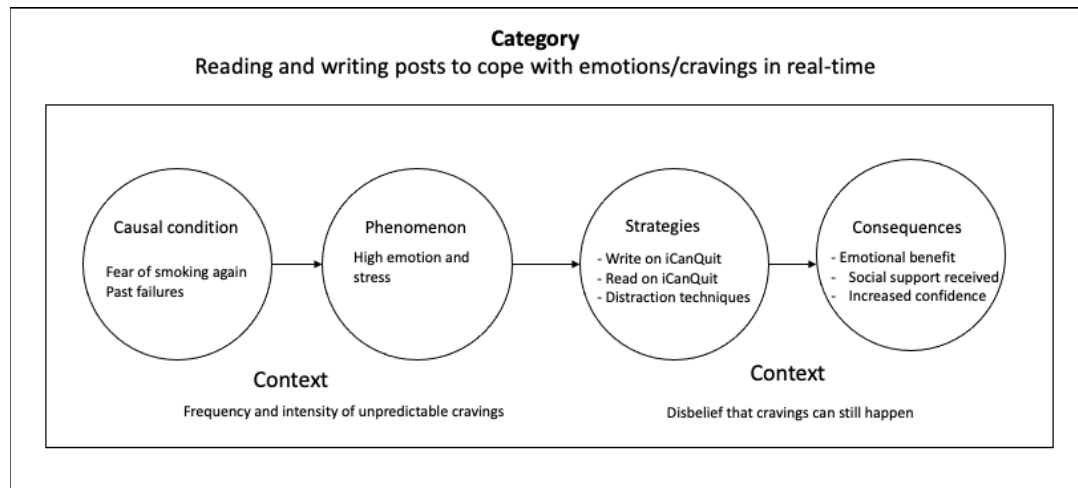 Category
Reading and writing posts to cope with emotions/cravings in real-time
Causal condition
Fear of smoking again
Past failures
Phenomenon
High emotion and
stress
Strategies
- Write on iCanQuit
- Read on iCanQuit
- Distraction techniques
Consequences
- Emotional benefit
- Social support received
- Increased confidence
Context
Frequency and intensity of unpredictable cravings
Context
Disbelief that cravings can still happen